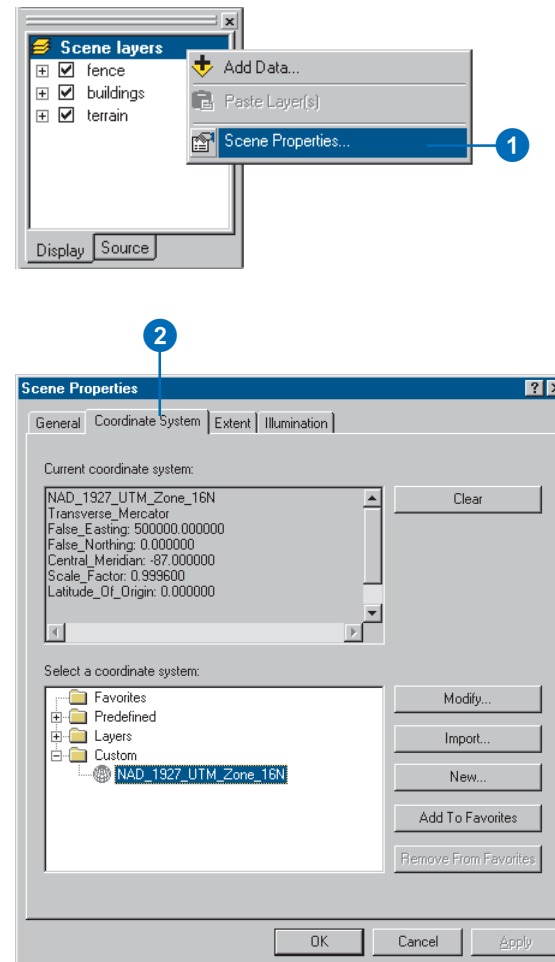 Scene layers
fence
buildings
terrain
Add Data...
Paste Layer(s)
Scene Properties...
1
Display Source
2
Scene Properties
General Coordinate System Extent Illumination
Current coordinate system:
NAD_1927_UTM_Zone_16N
Transverse_Mercator
False_Easting: 500000.000000
False_Northing: 0.000000
Central_Meridian: -87.000000
Scale_Factor: 0.999600
Latitude_Of_Origin: 0.000000
Clear
Select a coordinate system:
Favorites
Predefined
Layers
Custom
NAD_1927_UTM_Zone_16N
Modify...
Import...
New...
Add To Favorites
Remove From Favorites
OK Cancel Apply